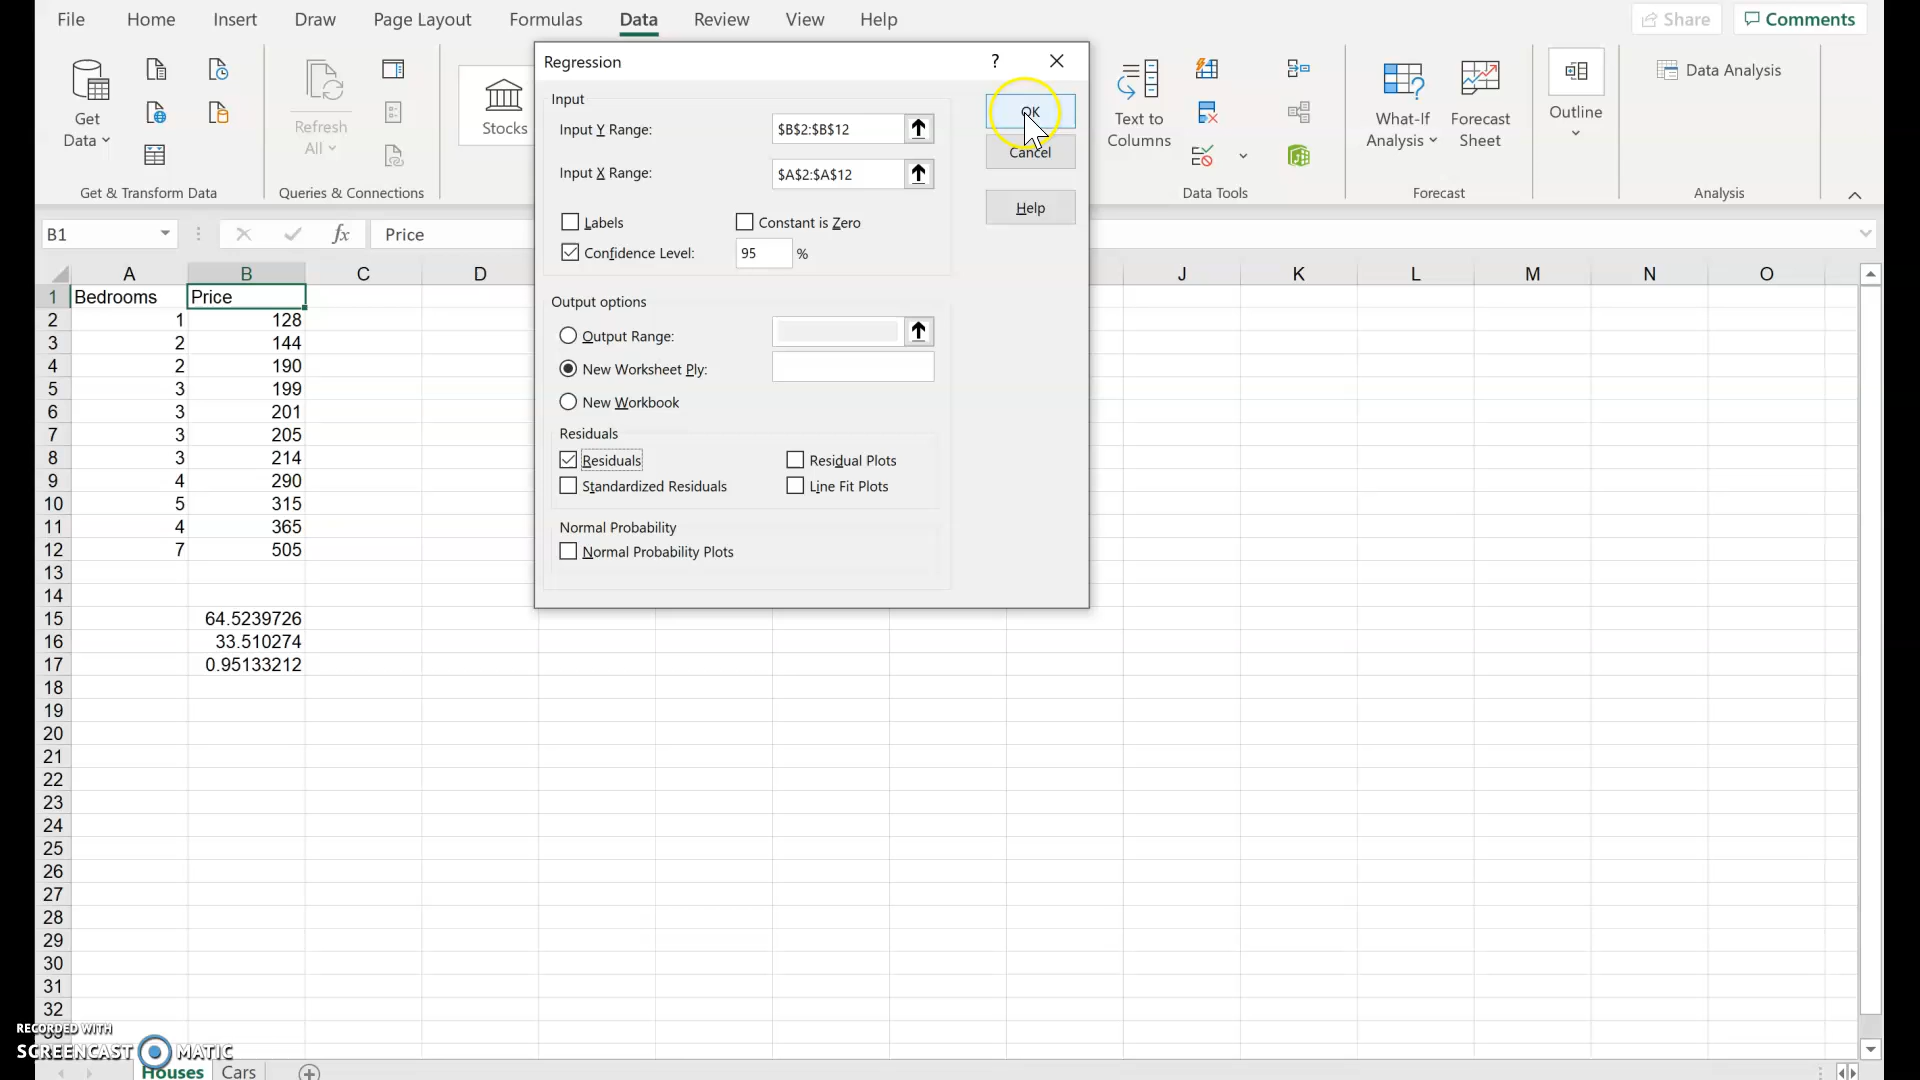 File Home Insert Draw Page Layout Formulas Data Review View Help Share Comments
Get Data
Refresh All
Stocks
Text to Columns
What-If Analysis
Forecast Sheet
Outline
Data Analysis
Get & Transform Data
Queries & Connections
Data Tools
Forecast
Analysis
B1 fx Price
Regression ? 
Input
Input Y Range: $B$2:$B$12
Input X Range: $A$2:$A$12
Labels Constant is Zero
Confidence Level: 95 %
OK
Cancel
Help
Output options
Output Range:
New Worksheet Ply:
New Workbook
Residuals
Residuals Residual Plots
Standardized Residuals Line Fit Plots
Normal Probability
Normal Probability Plots
A B C D J K L M N O
1 Bedrooms Price
2 1 128
3 2 144
4 2 190
5 3 199
6 3 201
7 3 205
8 3 214
9 4 290
10 5 315
11 4 365
12 7 505
13
14
15 64.5239726
16 33.510274
17 0.95133212
18
19
20
21
22
23
24
25
26
27
28
29
30
31
32
RECORDED WITH
SCREENCAST MATIC
Houses Cars